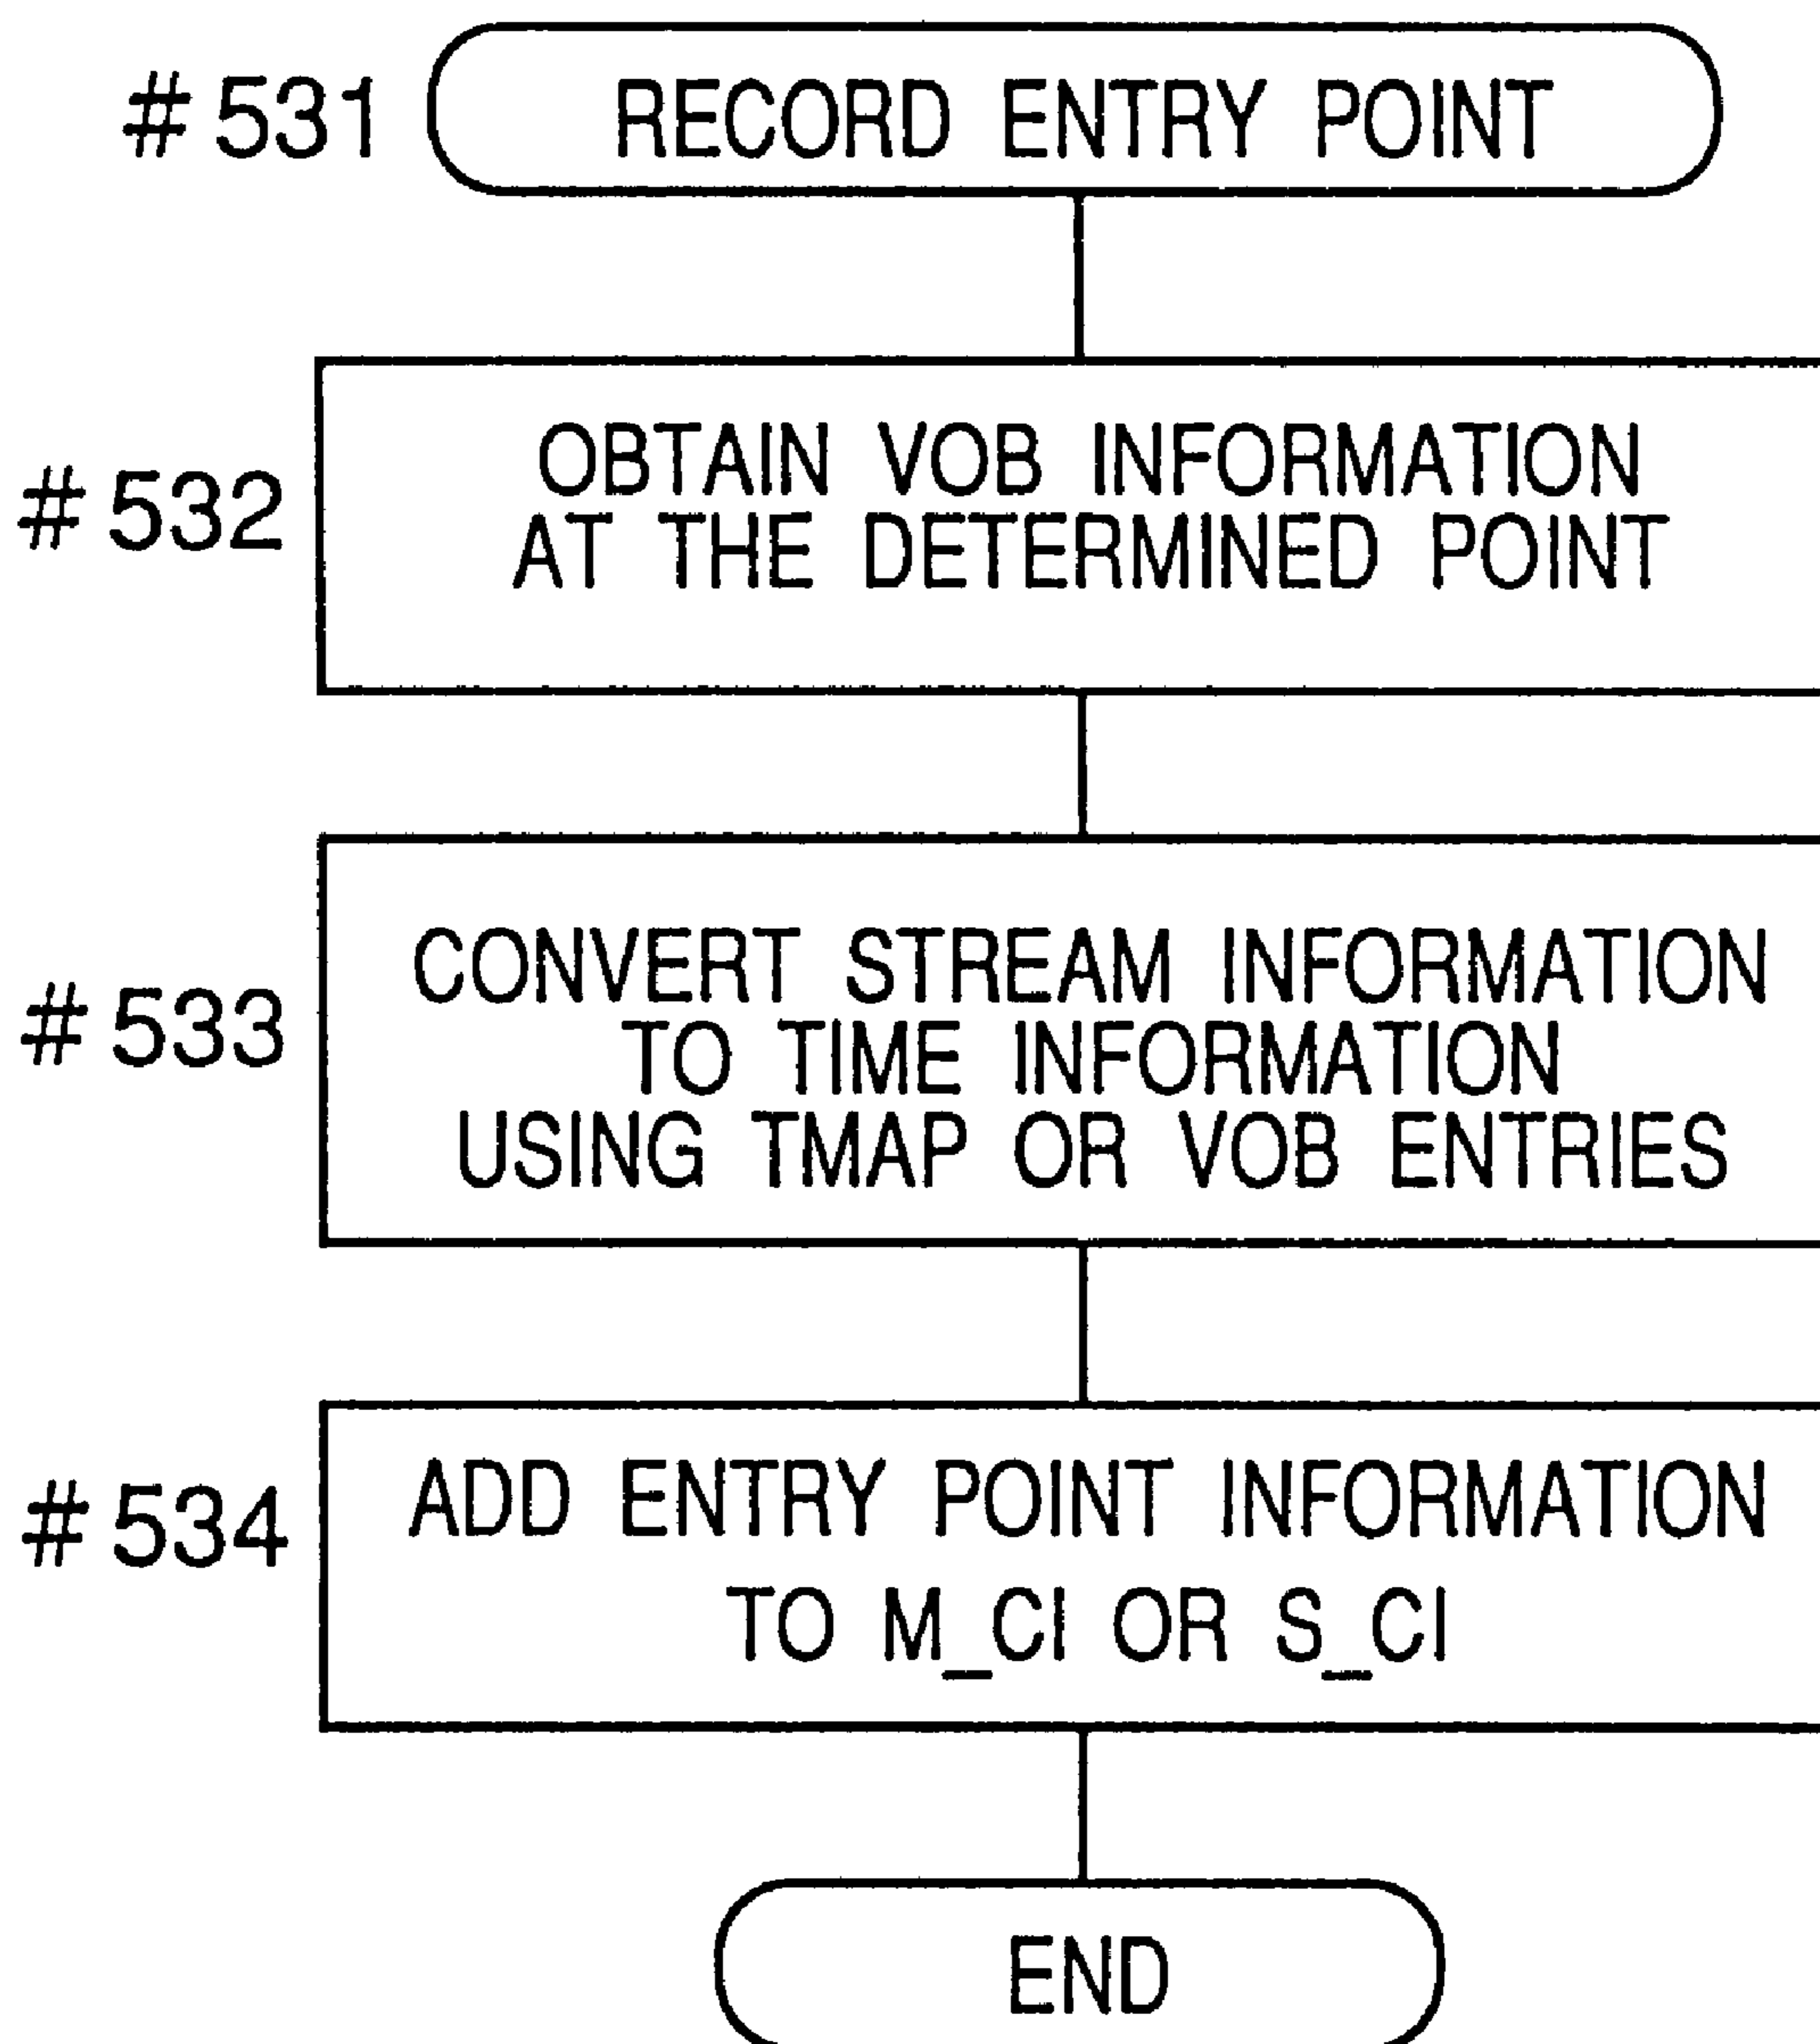 # 531 RECORD ENTRY POINT
# 532
OBTAIN VOB INFORMATION
AT THE DETERMINED POINT
# 533
CONVERT STREAM INFORMATION
TO TIME INFORMATION
USING TMAP OR VOB ENTRIES
# 534
ADD ENTRY POINT INFORMATION
TO M_CI OR S_CI
END